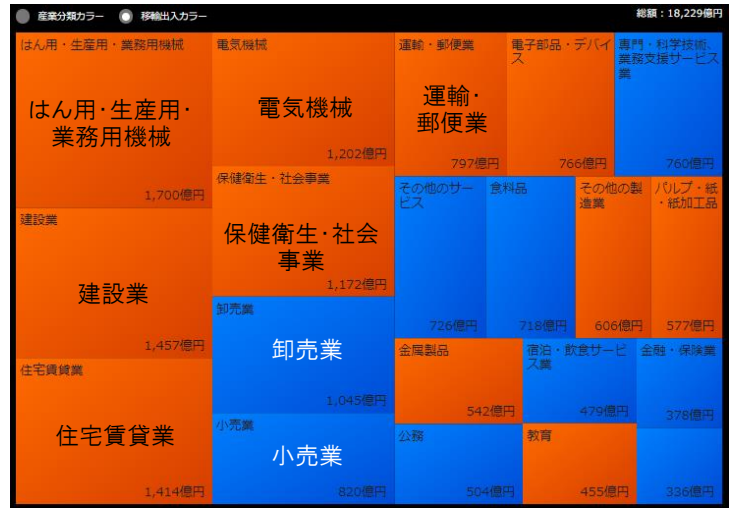 産業分類カラー 移輸出入カラー 総額：18,229億円
はん用・生産用・業務用機械
はん用･生産用･
業務用機械
1,700億円
建設業
建設業
1,457億円
住宅賃貸業
住宅賃貸業
1,414億円
電気機械
電気機械
1,202億円
保健衛生・社会事業
保健衛生･社会
事業
1,172億円
卸売業
卸売業
1,045億円
小売業
小売業
820億円
運輸・郵便業
運輸･
郵便業
797億円
電子部品・デバイ
ス
766億円
専門・科学技術、
業務支援サービス
業
760億円
その他のサー
ビス
726億円
食料品
718億円
その他の製
造業
606億円
パルプ・紙
・紙加工品
577億円
金属製品
542億円
宿泊・飲食サービ
ス業
479億円
金融・保険業
378億円
公務
504億円
教育
455億円
336億円